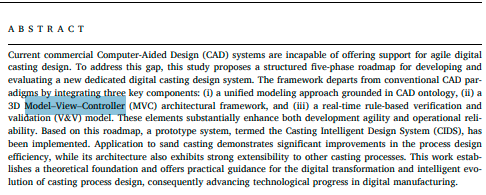 ABSTRACT
Current commercial Computer-Aided Design (CAD) systems are incapable of offering support for agile digital
casting design. To address this gap, this study proposes a structured five-phase roadmap for developing and
evaluating a new dedicated digital casting design system. The framework departs from conventional CAD par-
adigms by integrating three key components: (i) a unified modeling approach grounded in CAD ontology, (ii) a
3D Model–View–Controller (MVC) architectural framework, and (iii) a real-time rule-based verification and
validation (V&V) model. These elements substantially enhance both development agility and operational reli-
ability. Based on this roadmap, a prototype system, termed the Casting Intelligent Design System (CIDS), has
been implemented. Application to sand casting demonstrates significant improvements in the process design
efficiency, while its architecture also exhibits strong extensibility to other casting processes. This work estab-
lishes a theoretical foundation and offers practical guidance for the digital transformation and intelligent evo-
lution of casting process design, consequently advancing technological progress in digital manufacturing.